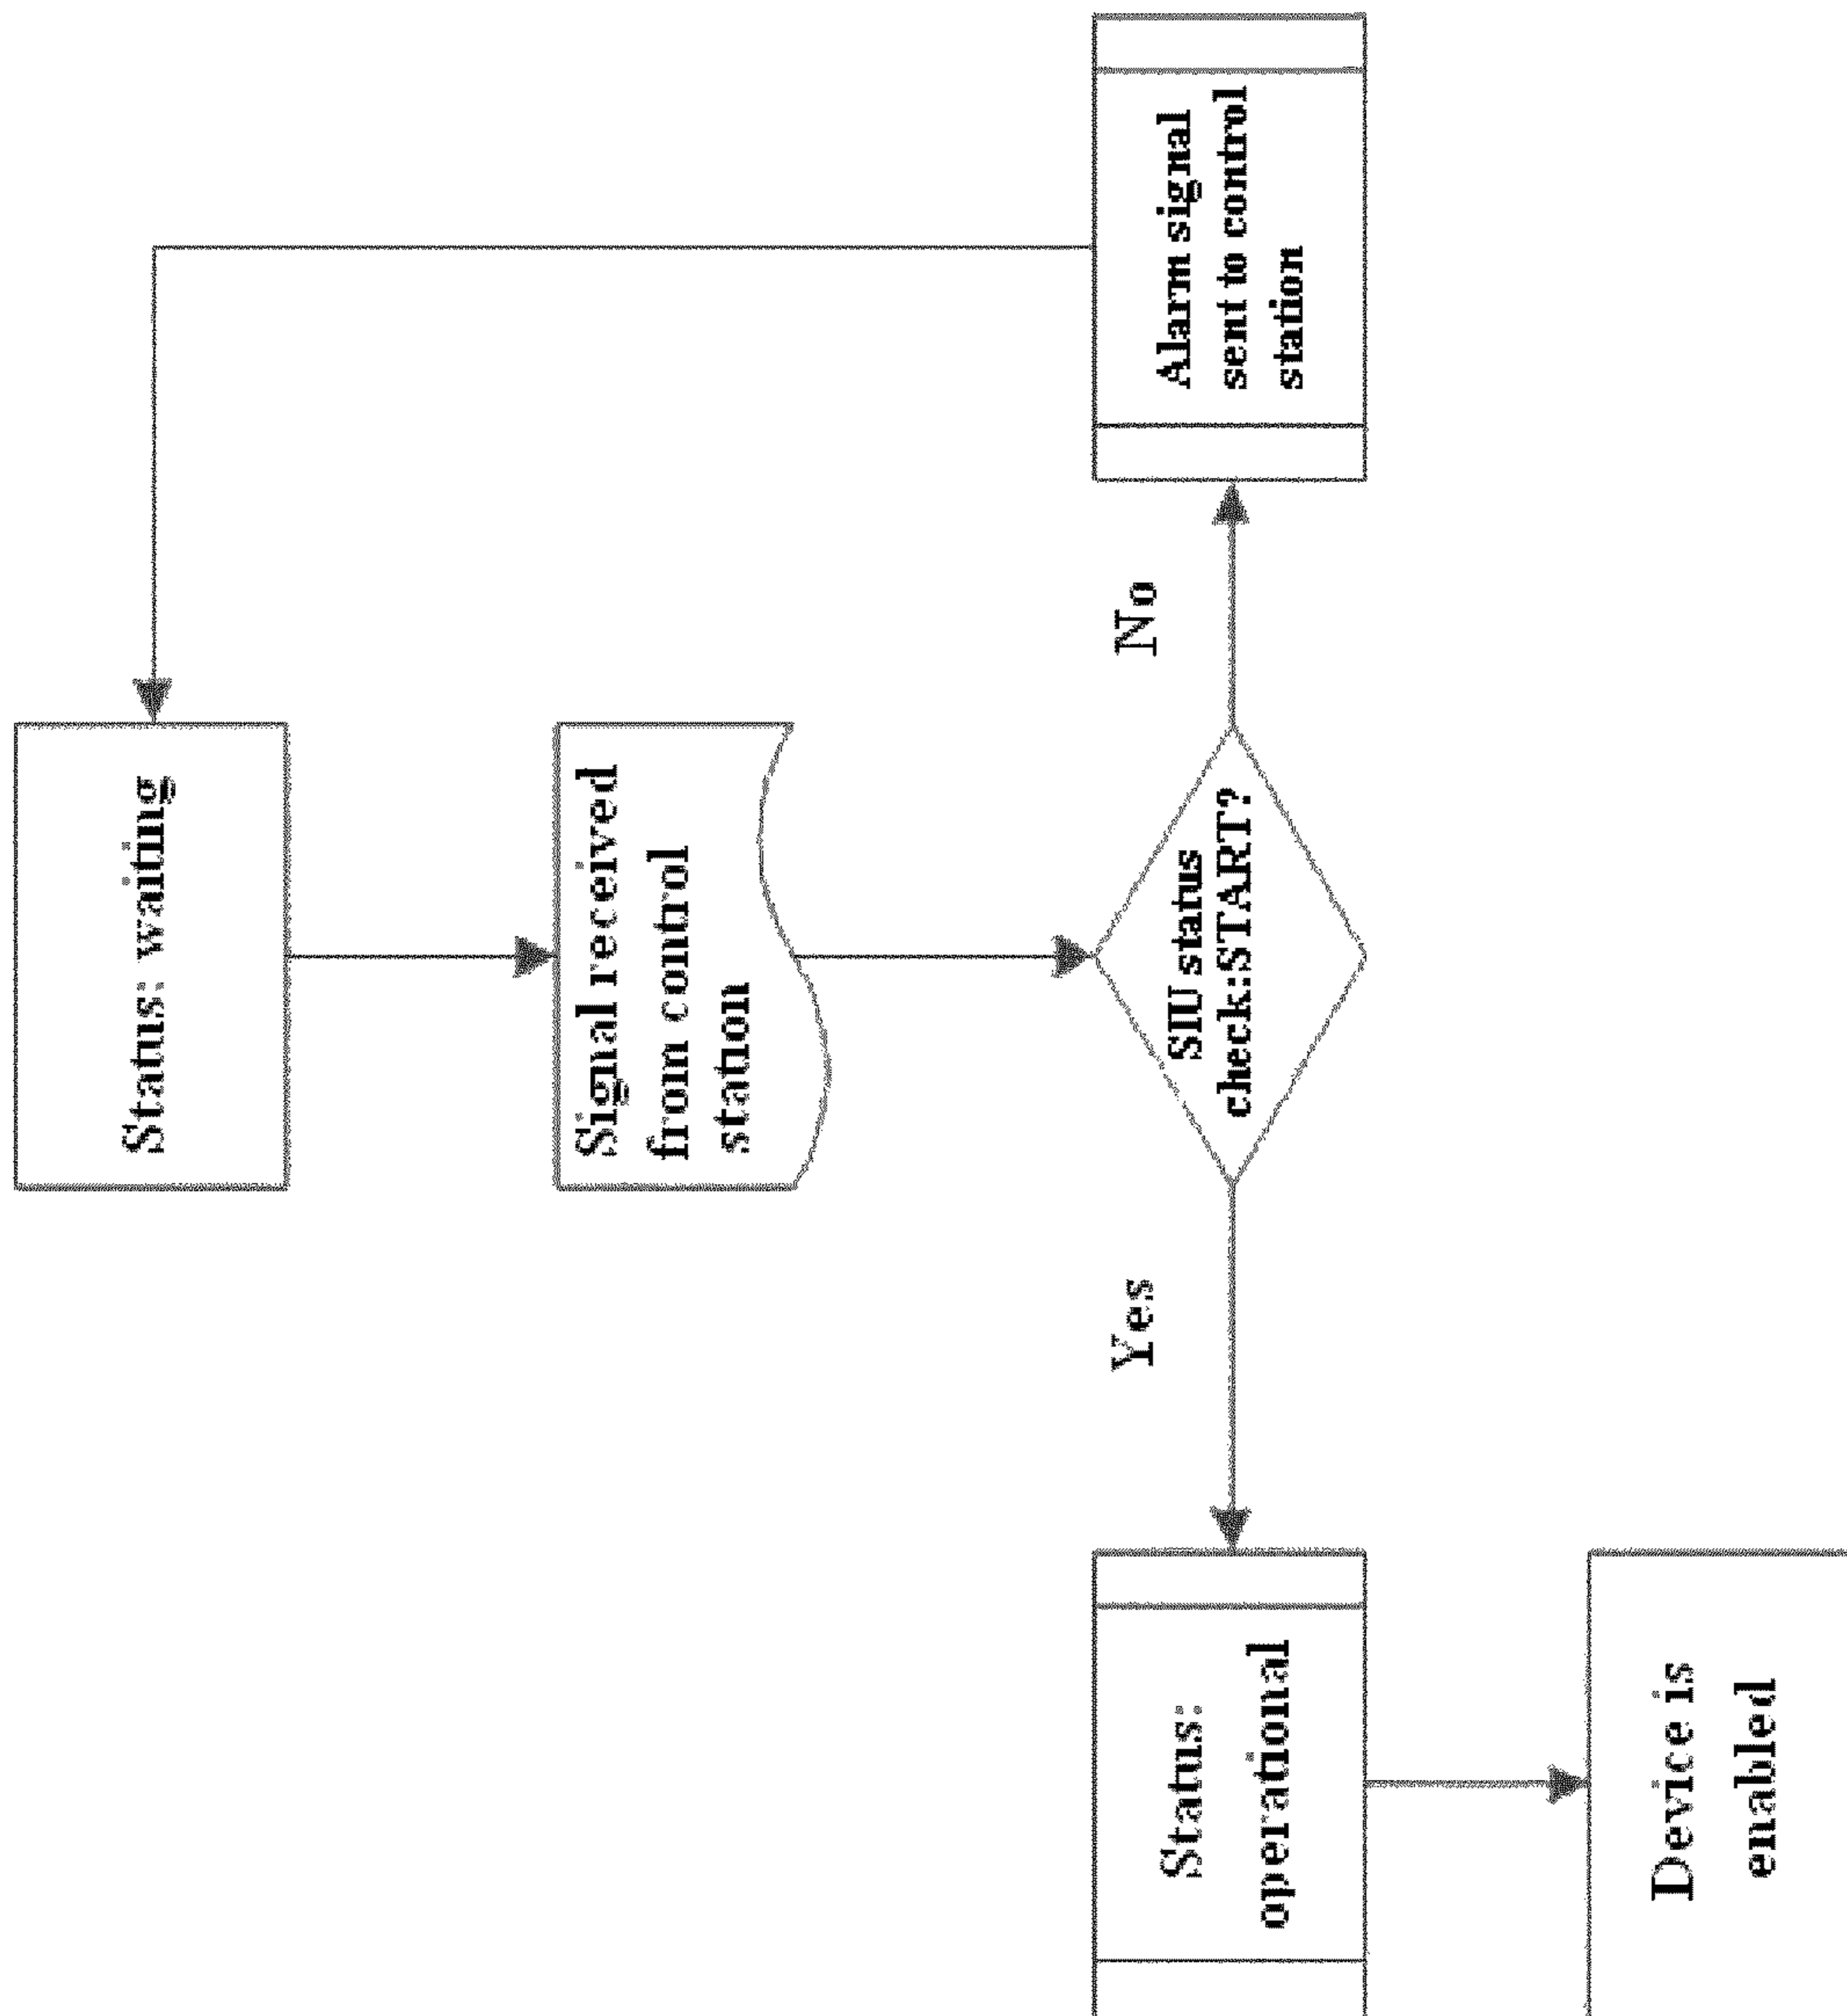 Status: waiting
Signal received
from control
station
SIU status
check:START?
Yes
No
Status:
operational
Alarm signal
sent to control
station
Device is
enabled